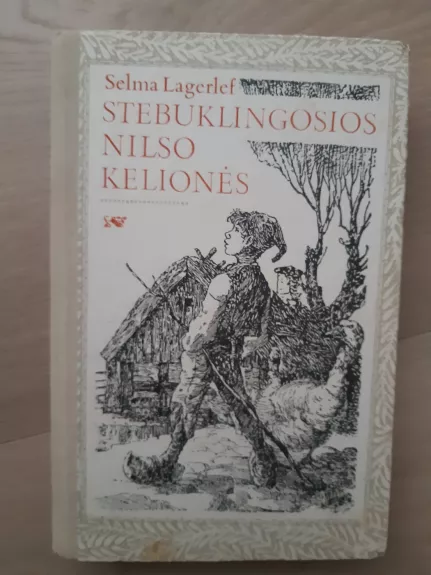 Selma Lagerlef
STEBUKLINGOSIOS
NILSO
KELIONĖS